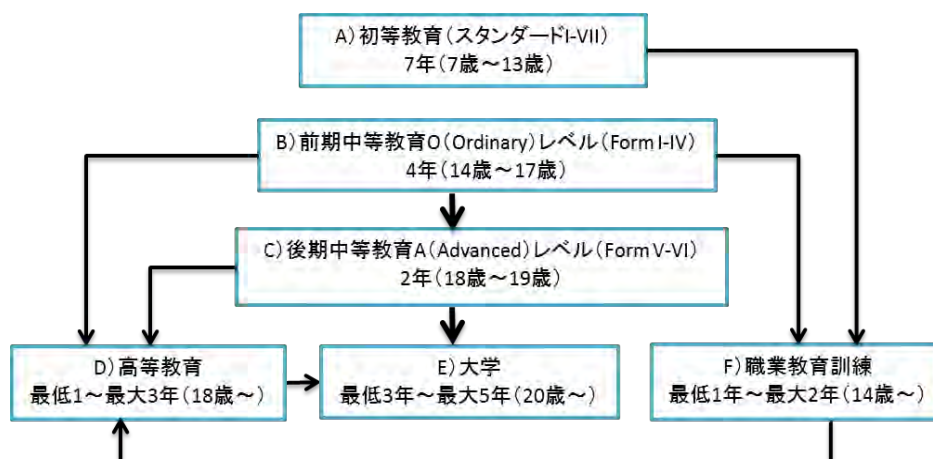 A）初等教育（スタンダードI-VII）
7年（7歳～13歳）
B）前期中等教育O（Ordinary）レベル（Form I-IV）
4年（14歳～17歳）
C）後期中等教育A（Advanced）レベル（Form V-VI）
2年（18歳～19歳）
D）高等教育
最低1～最大3年（18歳～）
E）大学
最低3年～最大5年（20歳～）
F）職業教育訓練
最低1年～最大2年（14歳～）